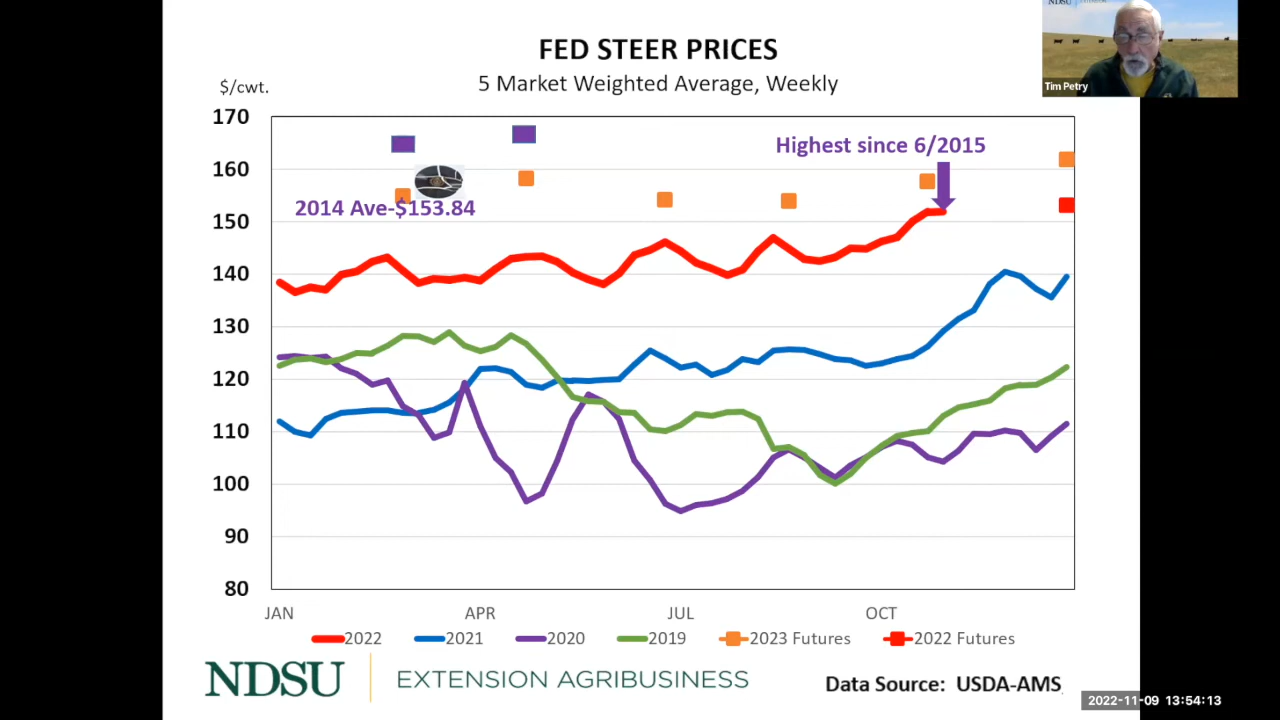 NDSU
Tim Petry
FED STEER PRICES
5 Market Weighted Average, Weekly
$/cwt.
170
160
150
140
130
120
110
100
90
80
Highest since 6/2015
2014 Ave-$153.84
JAN APR JUL OCT
2022 2021 2020 2019 2023 Futures 2022 Futures
NDSU EXTENSION AGRIBUSINESS
Data Source: USDA-AMS
2022-11-09 13:54:13